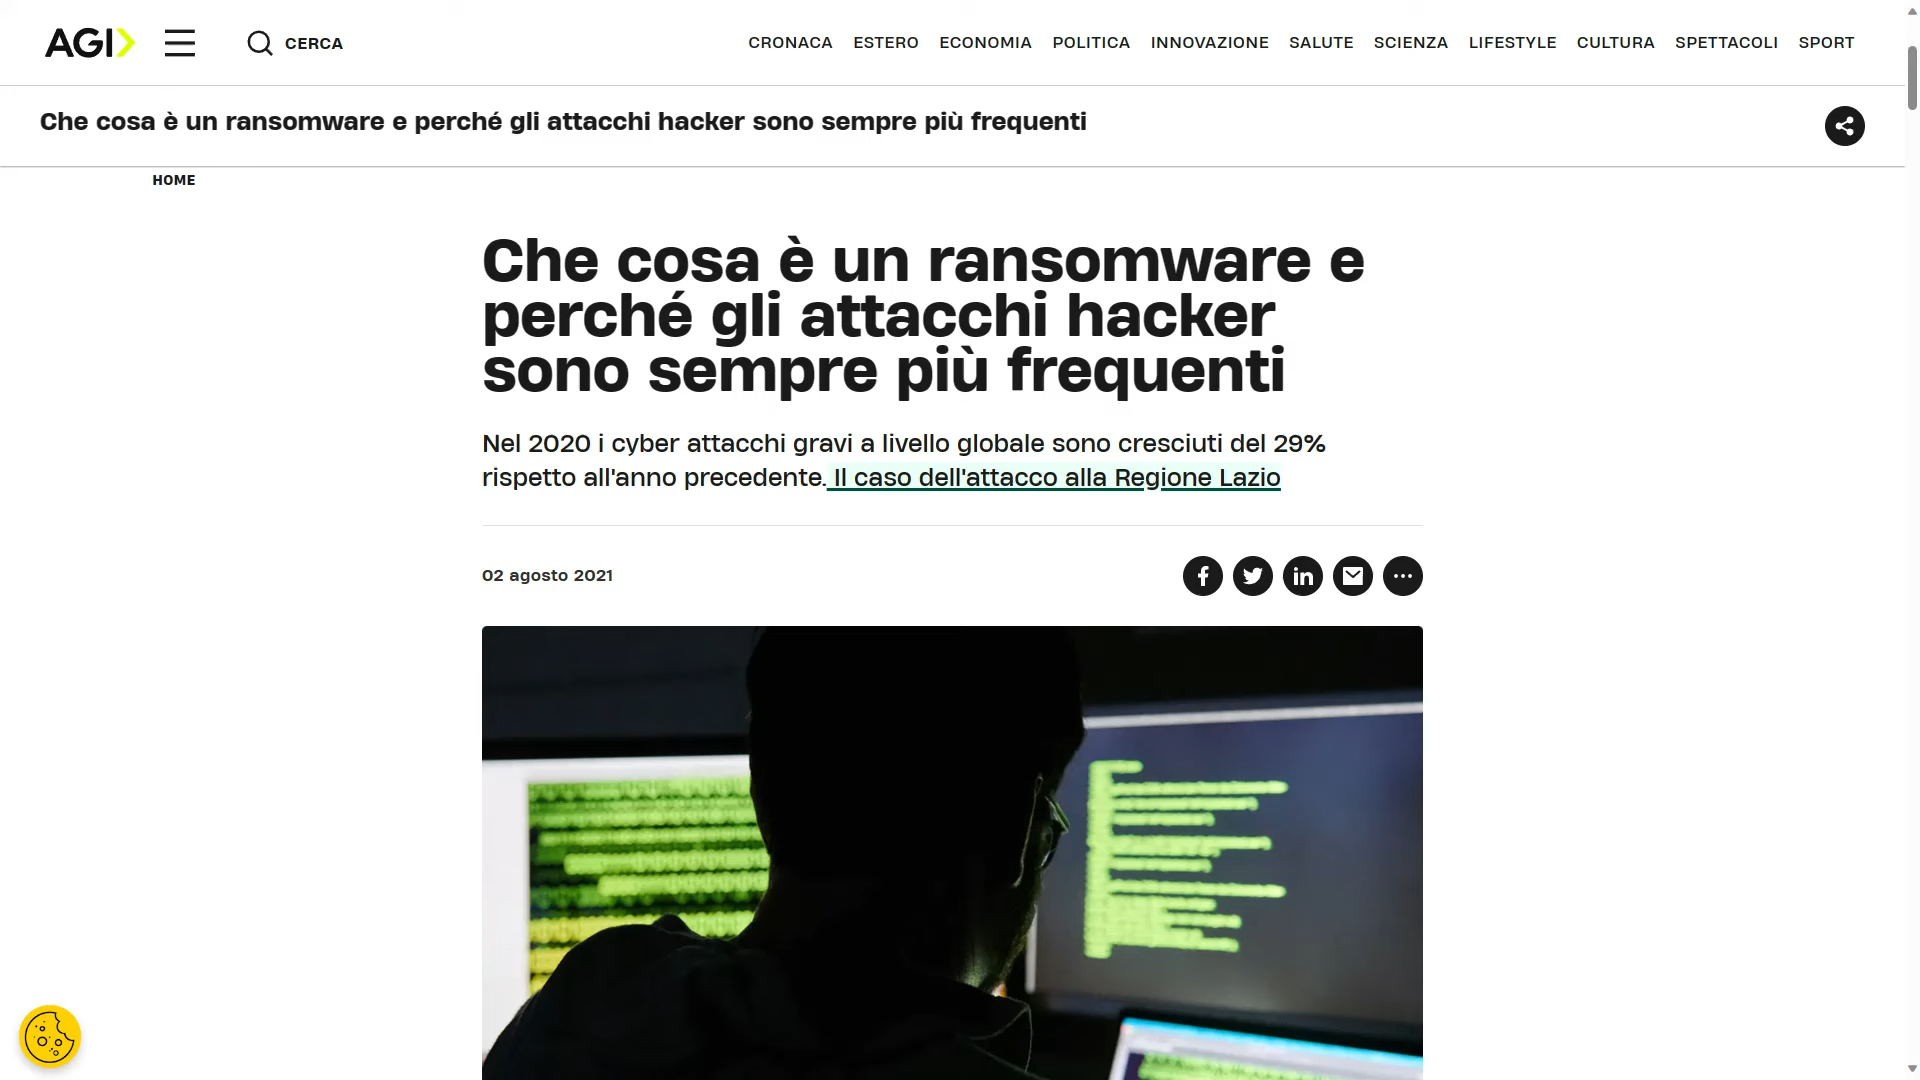 AGI
CERCA
CRONACA ESTERO ECONOMIA POLITICA INNOVAZIONE SALUTE SCIENZA LIFESTYLE CULTURA SPETTACOLI SPORT
Che cosa è un ransomware e perché gli attacchi hacker sono sempre più frequenti
HOME
Che cosa è un ransomware e
perché gli attacchi hacker
sono sempre più frequenti
Nel 2020 i cyber attacchi gravi a livello globale sono cresciuti del 29%
rispetto all'anno precedente. Il caso dell'attacco alla Regione Lazio
02 agosto 2021